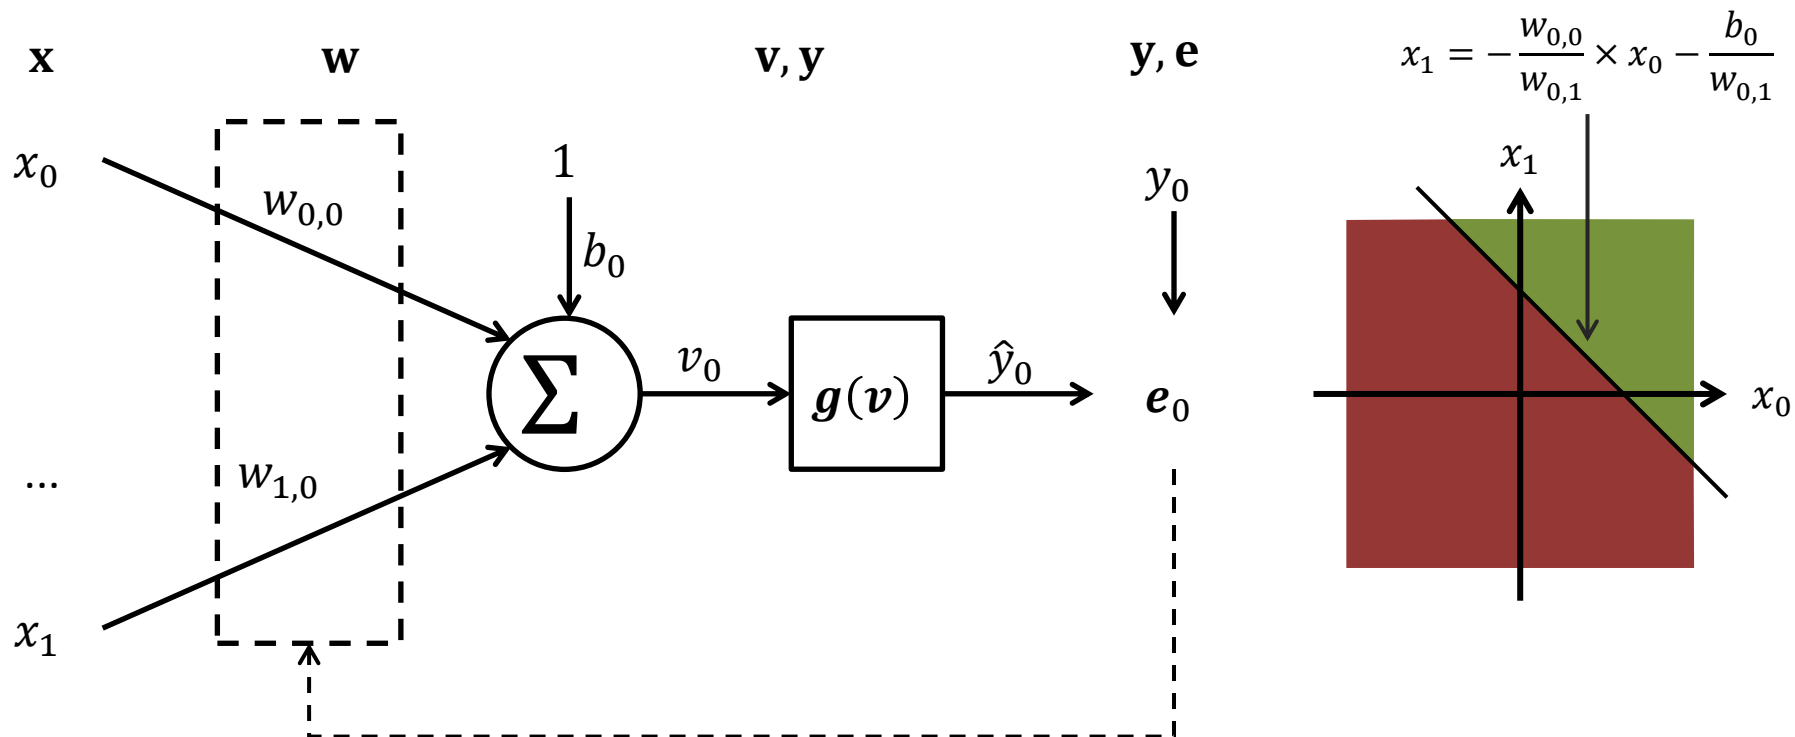 x w v, y y, e
x₁ = −w₀,₀/w₀,₁ × x₀ − b₀/w₀,₁
x₀
w₀,₀
1
b₀
y₀
x₁
Σ
v₀
g(v)
ŷ₀
e₀
x₀
...
w₁,₀
x₁